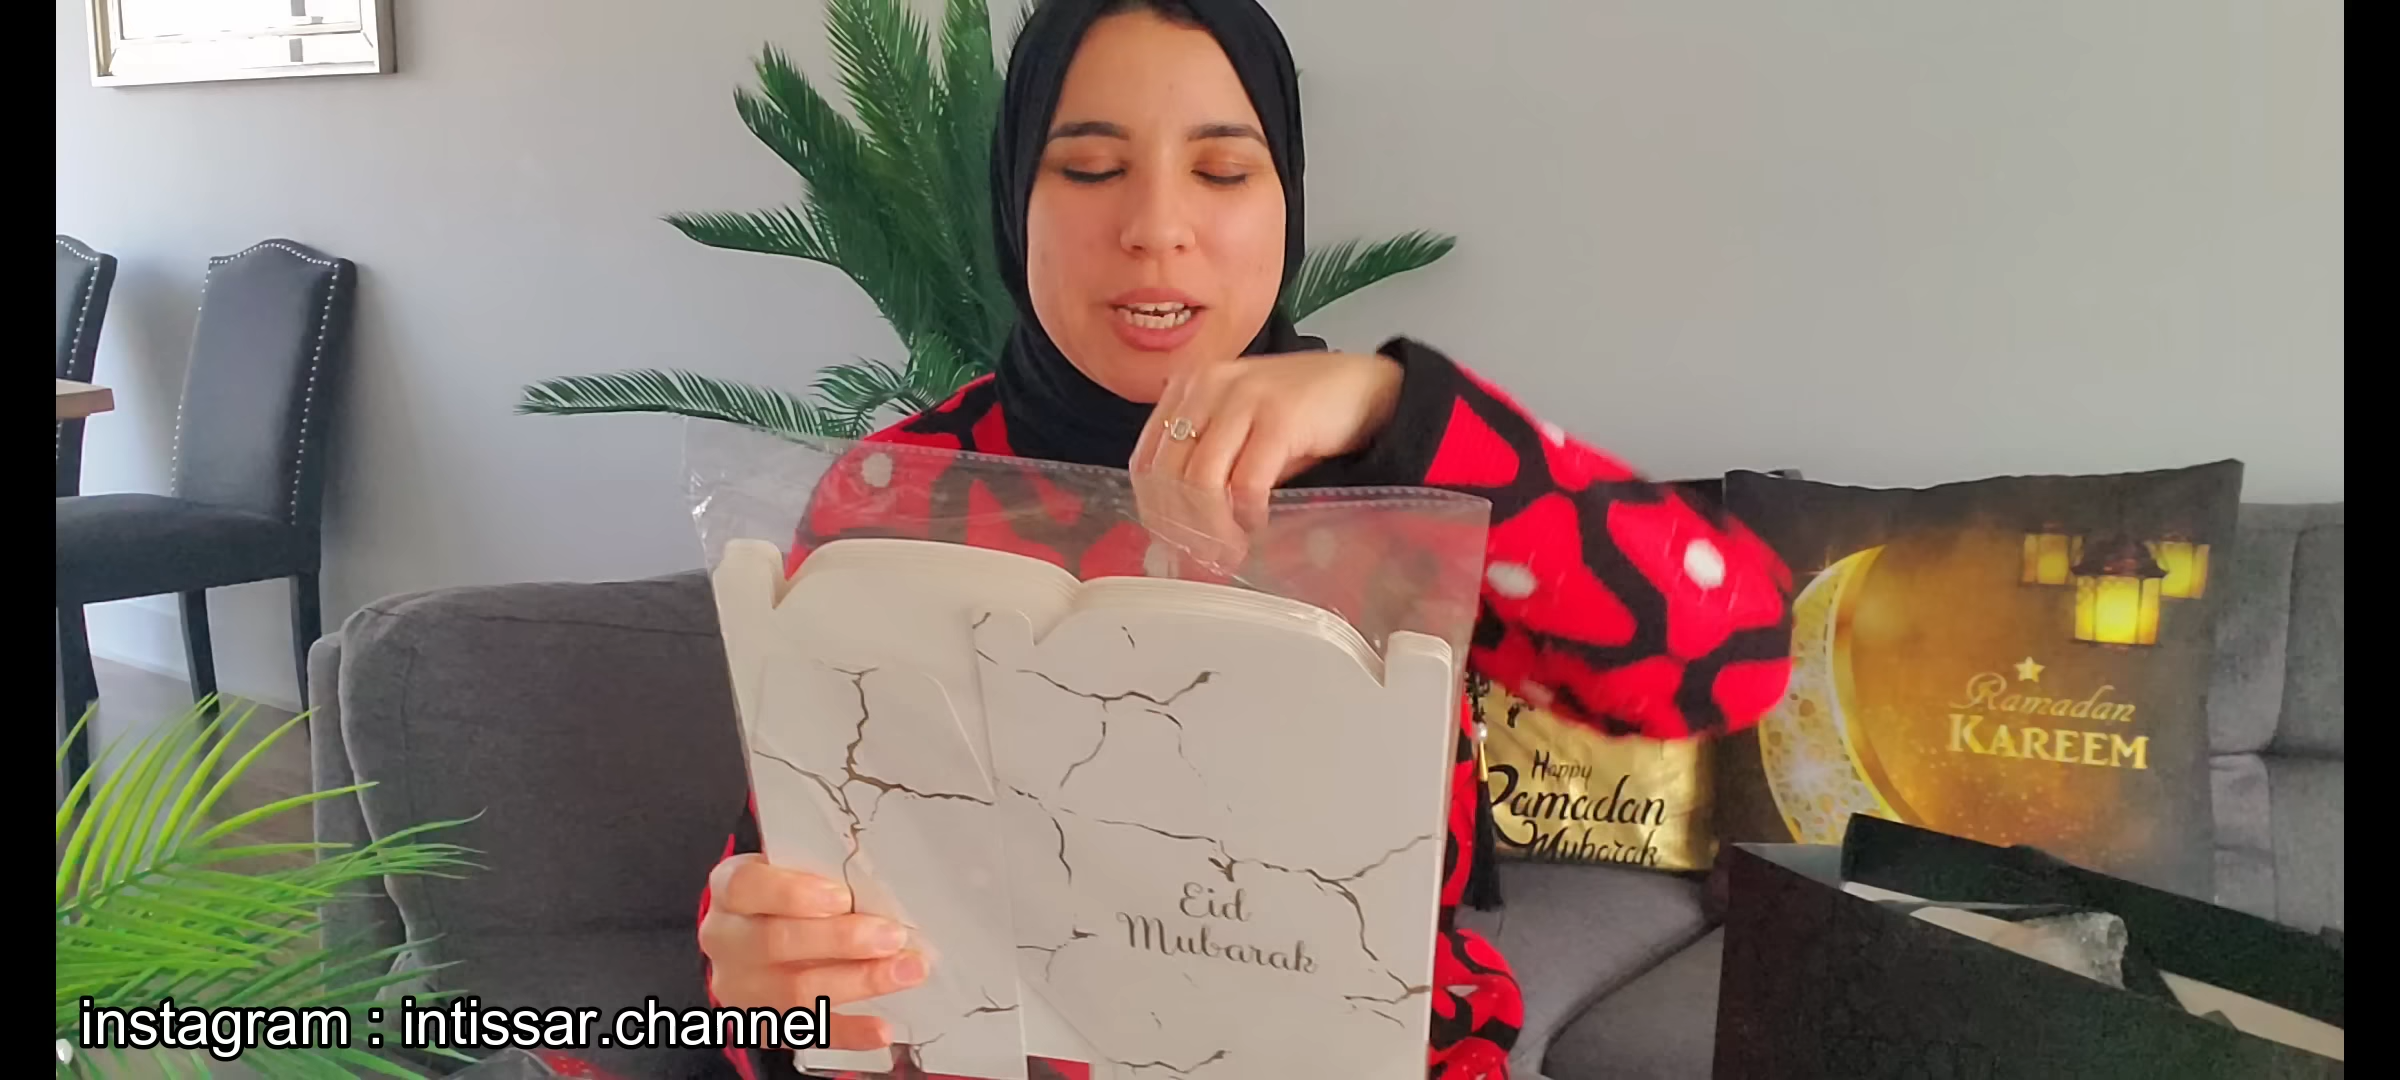 Ramadan
KAREEM
Happy
Ramadan
Mubarak
Eid
Mubarak
instagram : intissar.channel